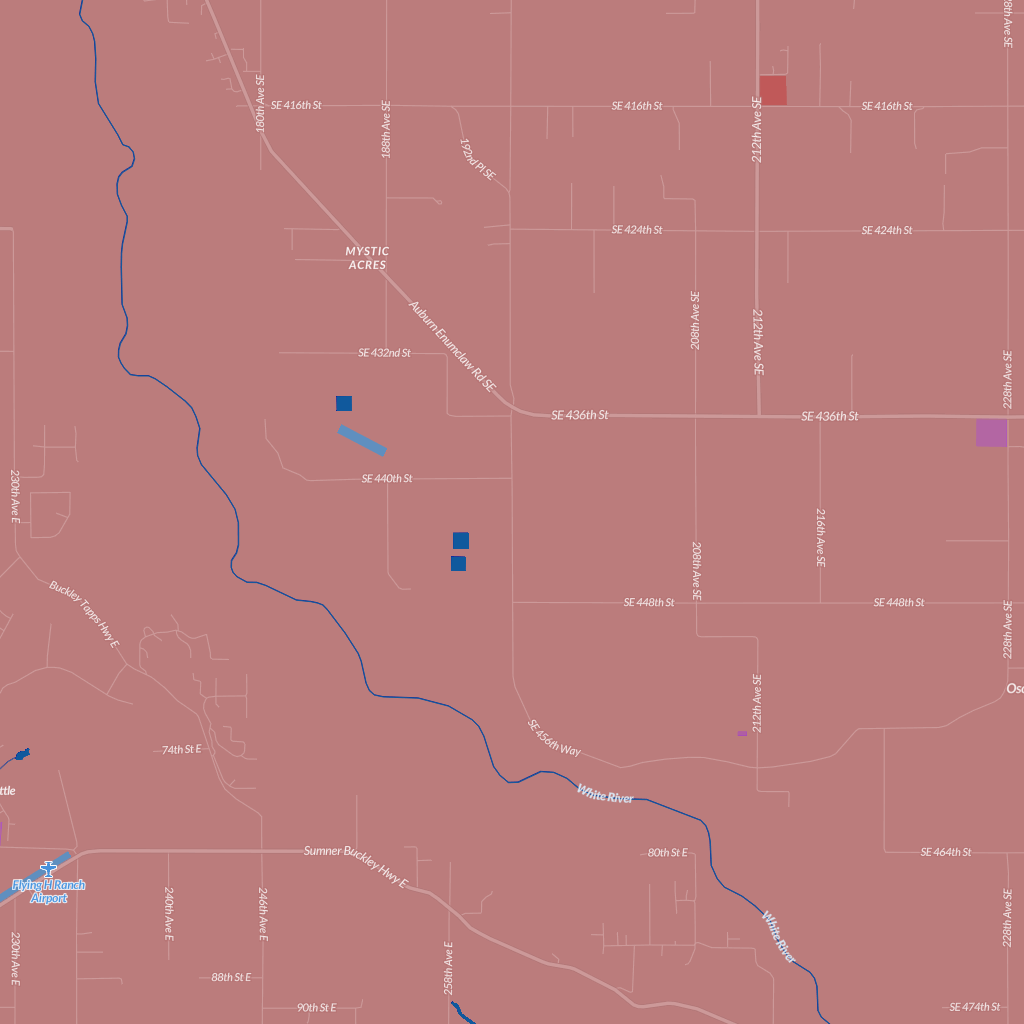 228th Ave SE
180th Ave SE
SE 416th St
188th Ave SE
SE 416th St
212th Ave SE
SE 416th St
192nd Pl SE
SE 424th St
SE 424th St
MYSTIC
ACRES
Auburn Enumclaw Rd SE
208th Ave SE
212th Ave SE
SE 432nd St
228th Ave SE
SE 436th St
SE 436th St
230th Ave E
SE 440th St
216th Ave SE
208th Ave SE
Buckley Tapps Hwy E
SE 448th St
SE 448th St
228th Ave SE
212th Ave SE
Osc
SE 456th Way
74th St E
ttle
White River
Sumner Buckley Hwy E
80th St E
SE 464th St
Flying H Ranch
Airport
240th Ave E
246th Ave E
White River
228th Ave SE
230th Ave E
258th Ave E
88th St E
90th St E
SE 474th St